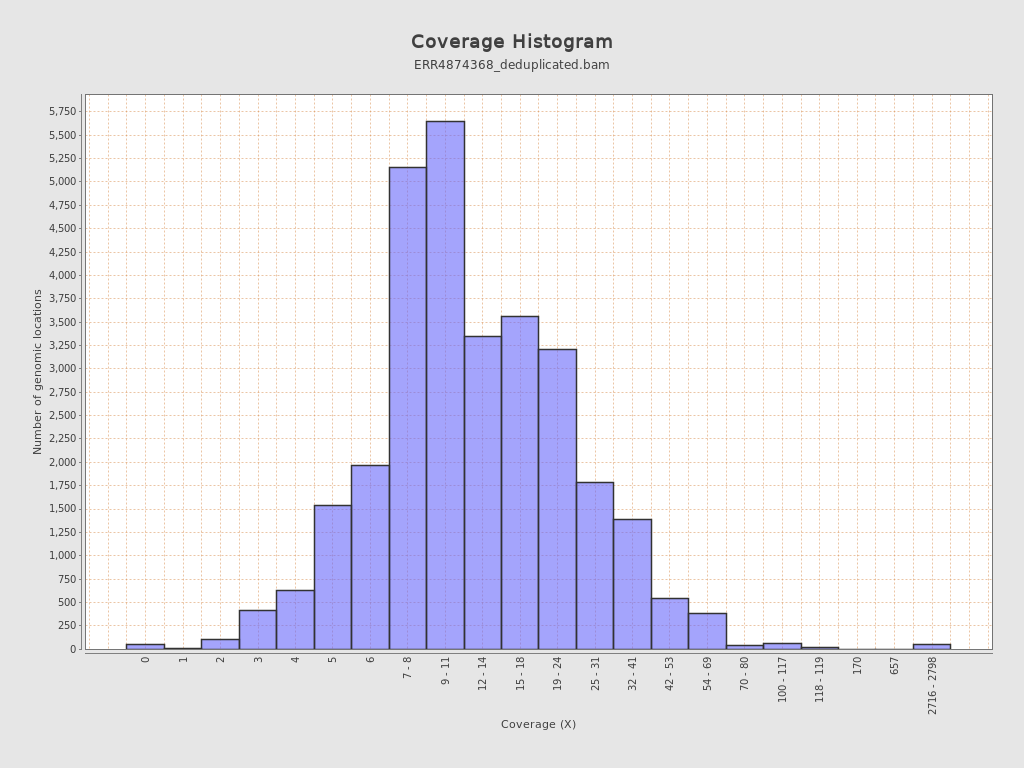 Coverage Histogram
ERR4874368_deduplicated.bam
Number of genomic locations
5,750
5,500
5,250
5,000
4,750
4,500
4,250
4,000
3,750
3,500
3,250
3,000
2,750
2,500
2,250
2,000
1,750
1,500
1,250
1,000
750
500
250
0
0
1
2
3
4
5
6
7 - 8
9 - 11
12 - 14
15 - 18
19 - 24
25 - 31
32 - 41
42 - 53
54 - 69
70 - 80
100 - 117
118 - 119
170
657
2716 - 2798
Coverage (X)